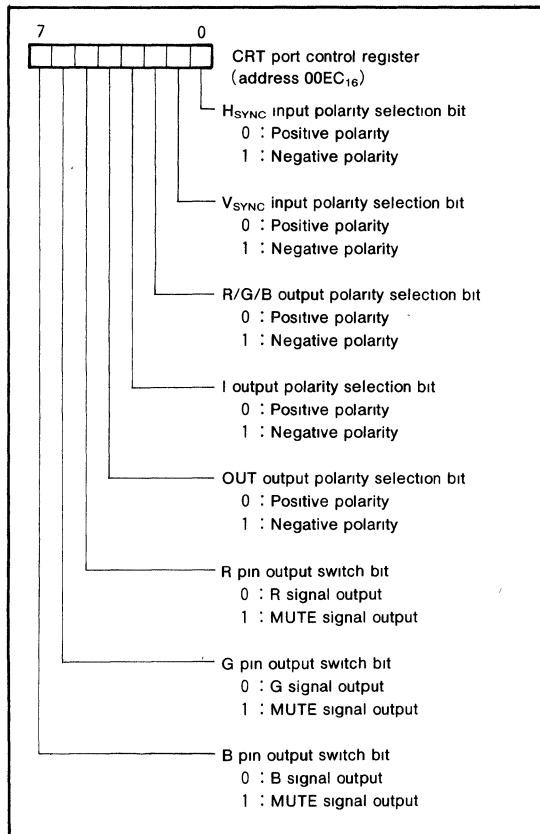 7 0
CRT port control register
(address 00EC₁₆)
H_SYNC input polarity selection bit
0 : Positive polarity
1 : Negative polarity
V_SYNC input polarity selection bit
0 : Positive polarity
1 : Negative polarity
R/G/B output polarity selection bit
0 : Positive polarity
1 : Negative polarity
I output polarity selection bit
0 : Positive polarity
1 : Negative polarity
OUT output polarity selection bit
0 : Positive polarity
1 : Negative polarity
R pin output switch bit
0 : R signal output
1 : MUTE signal output
G pin output switch bit
0 : G signal output
1 : MUTE signal output
B pin output switch bit
0 : B signal output
1 : MUTE signal output